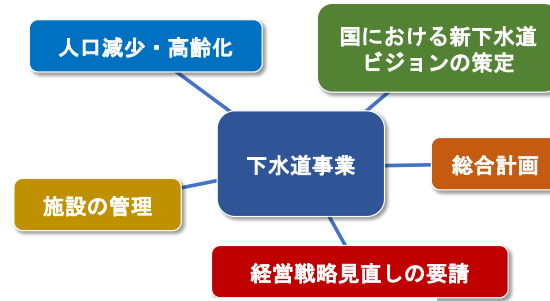 人口減少・高齢化
国における新下水道
ビジョンの策定
下水道事業
総合計画
施設の管理
経営戦略見直しの要請